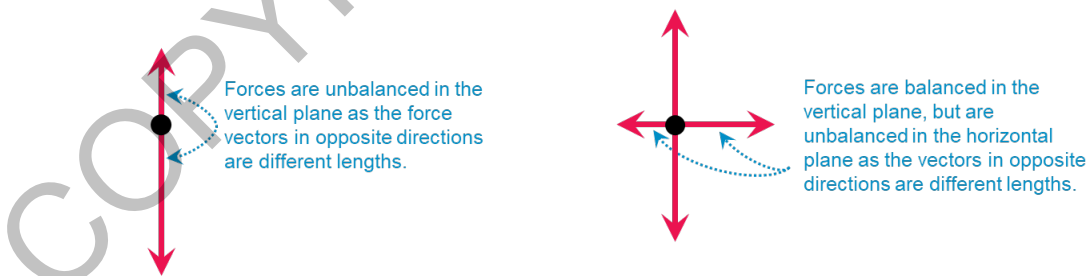 COPY
Forces are unbalanced in the
vertical plane as the force
vectors in opposite directions
are different lengths.
Forces are balanced in the
vertical plane, but are
unbalanced in the horizontal
plane as the vectors in opposite
directions are different lengths.